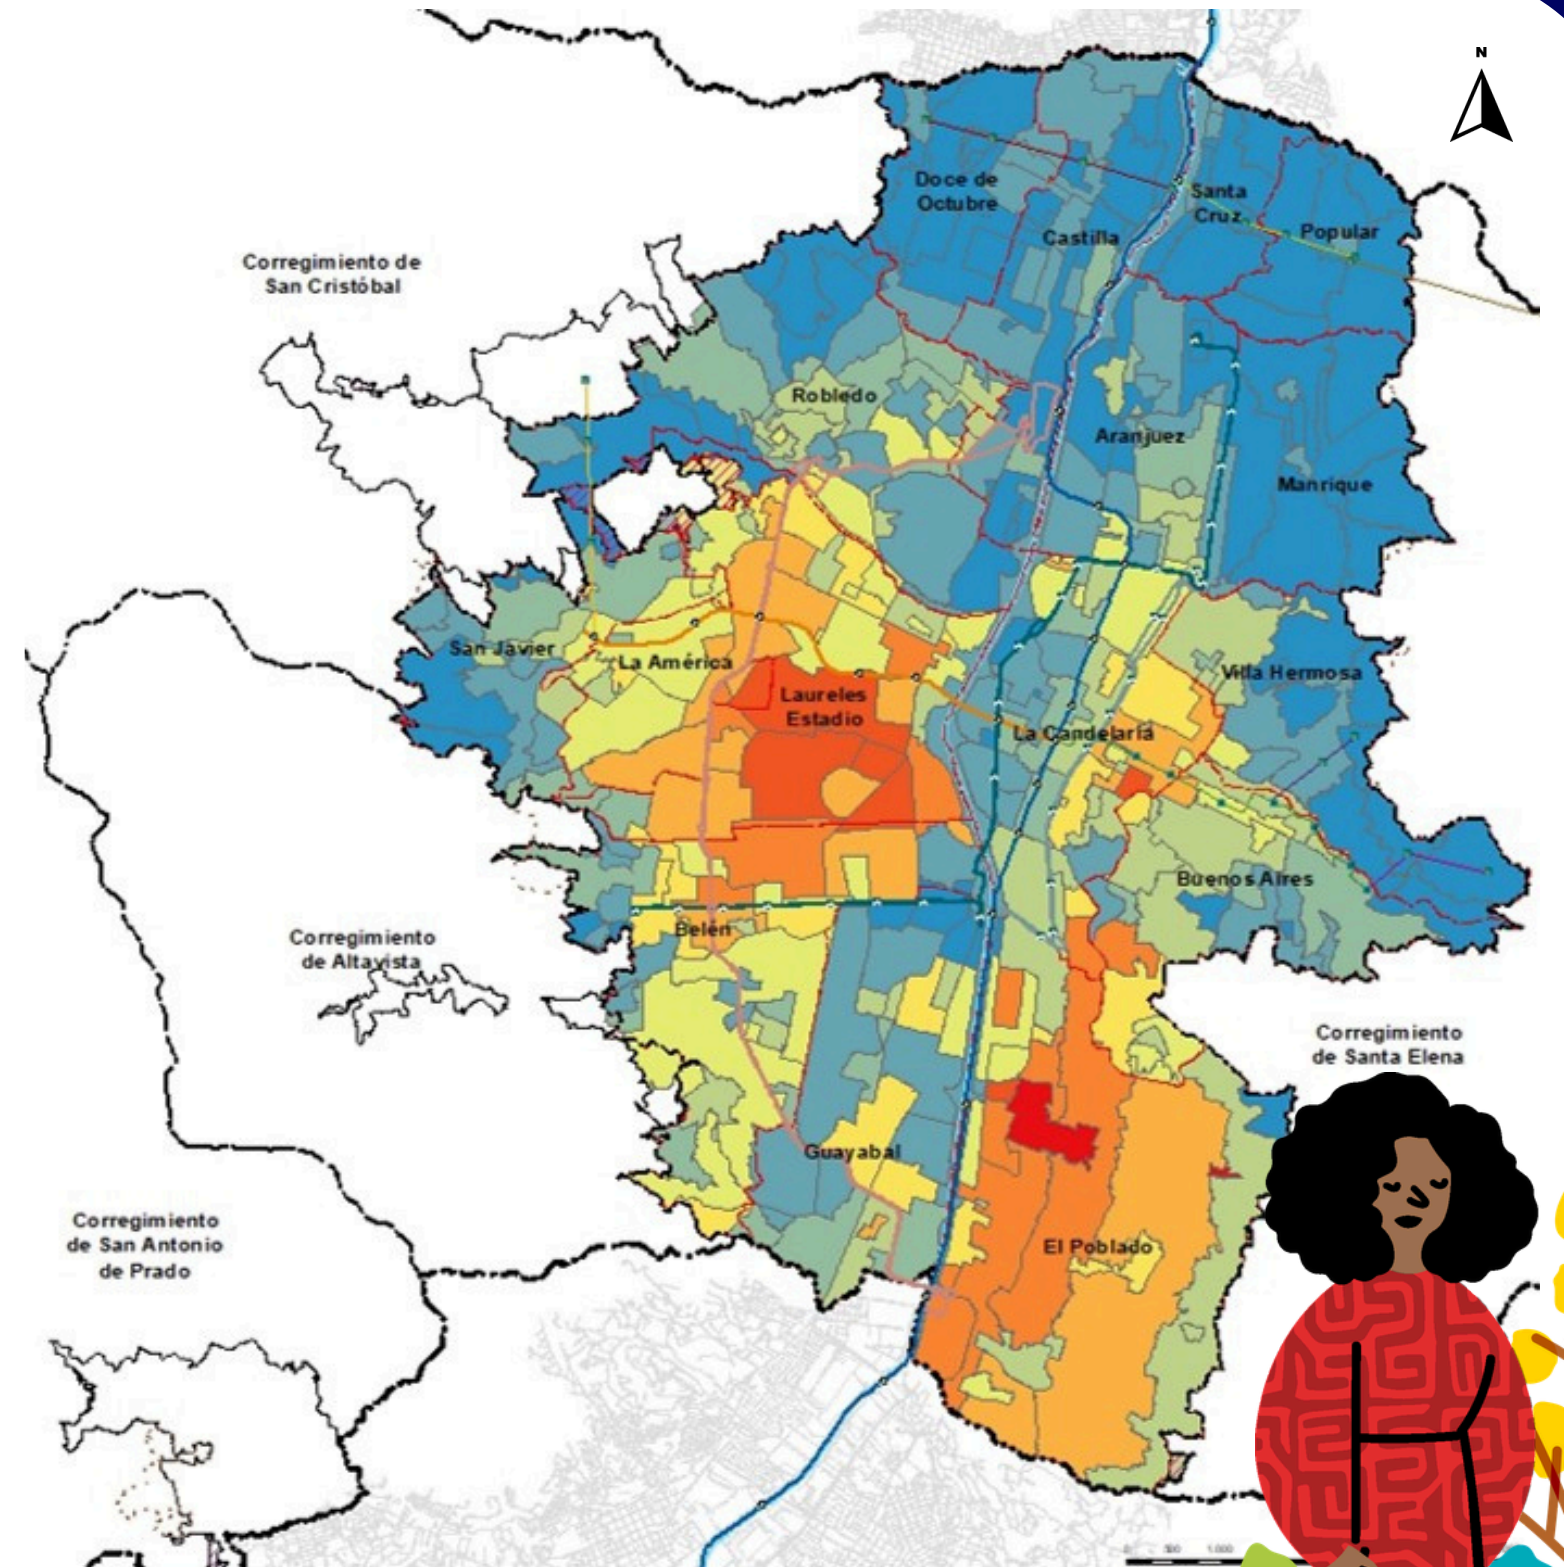 N
Doce de
Octubre
Santa
Cruz
Popular
Castilla
Corregimiento de
San Cristóbal
Robledo
Aranjuez
Manrique
San Javier
La América
Villa Hermosa
Laureles
Estadio
La Candelaria
Buenos Aires
Belén
Corregimiento
de Altavista
Corregimiento
de Santa Elena
Guayabal
Corregimiento
de San Antonio
de Prado
El Poblado